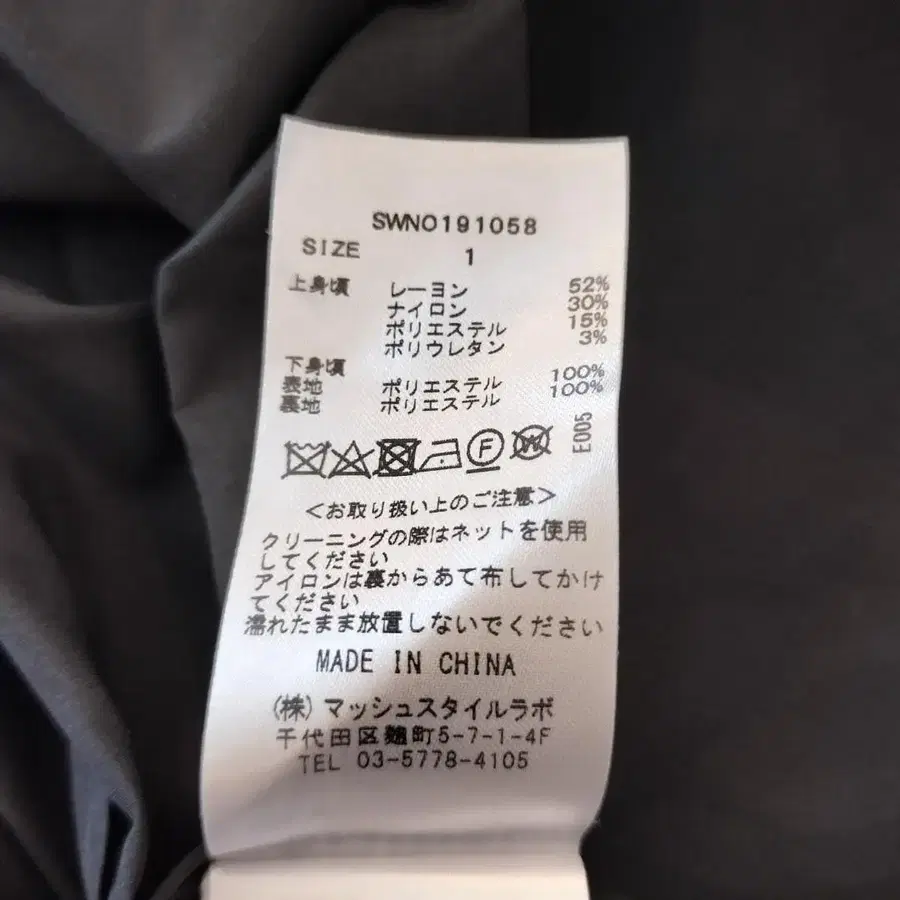 SWNO191058
SIZE 1
上身頃 レーヨン 52%
ナイロン 30%
ポリエステル 15%
ポリウレタン 3%
下身頃
表地 ポリエステル 100%
裏地 ポリエステル 100%
F W E005
<お取り扱い上のご注意>
クリーニングの際はネットを使用
してください
アイロンは裏からあて布してかけ
てください
濡れたまま放置しないでください
MADE IN CHINA
(株)マッシュスタイルラボ
千代田区麹町5-7-1-4F
TEL 03-5778-4105